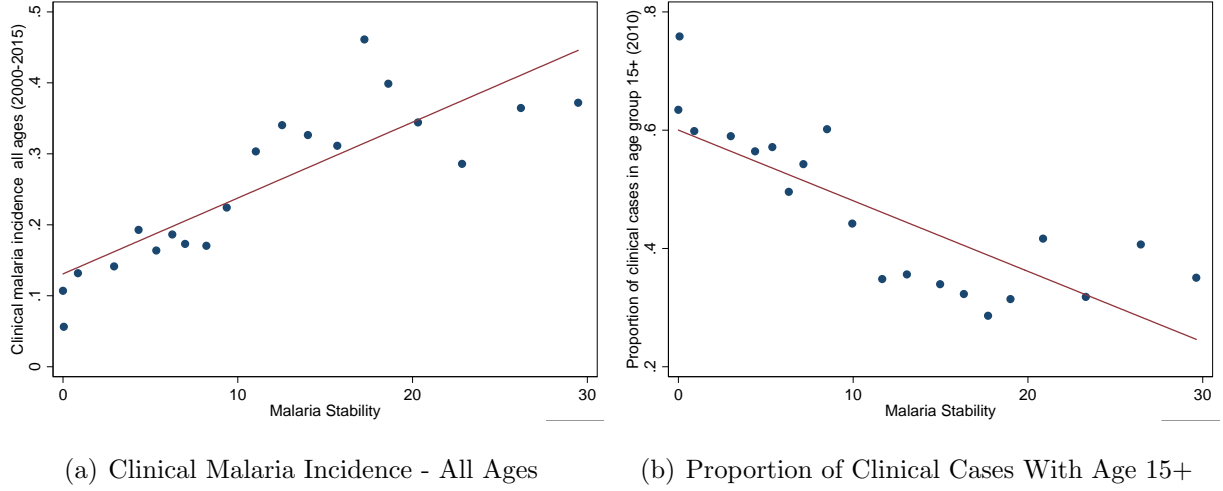 Clinical malaria incidence  all ages (2000-2015)
.5
.4
.3
.2
.1
0
0 10 20 30
Malaria Stability
(a) Clinical Malaria Incidence - All Ages
Proportion of clinical cases in age group 15+ (2010)
.8
.6
.4
.2
0 10 20 30
Malaria Stability
(b) Proportion of Clinical Cases With Age 15+